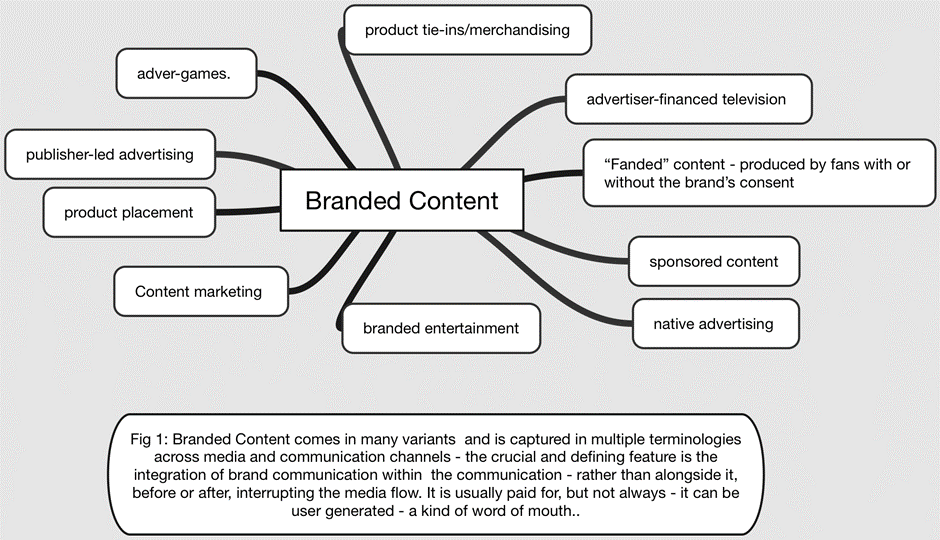 product tie-ins/merchandising
adver-games.
advertiser-financed television
publisher-led advertising
“Fanded” content - produced by fans with or
without the brand’s consent
Branded Content
product placement
sponsored content
Content marketing
branded entertainment
native advertising
Fig 1: Branded Content comes in many variants  and is captured in multiple terminologies
across media and communication channels - the crucial and defining feature is the
integration of brand communication within  the communication - rather than alongside it,
before or after, interrupting the media flow. It is usually paid for, but not always - it can be
user generated - a kind of word of mouth..